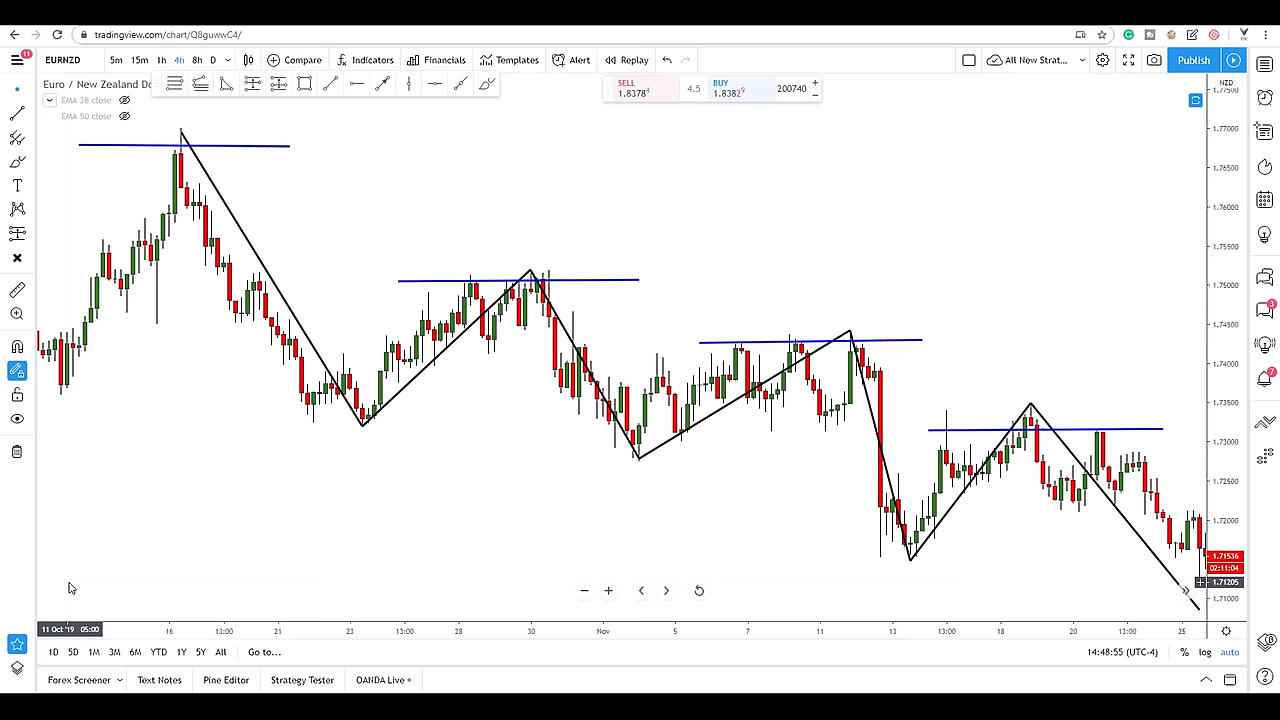 tradingview.com/chart/Q8guwwC4/
11
EURNZD
5m 15m 1h 4h 8h D
Compare
Indicators
Financials
Templates
Alert
Replay
All New Strat...
Publish
Euro / New Zealand Do
EMA 28 close
EMA 50 close
SELL
1.83784
4.5
BUY
1.83829
200740
NZD
1.77000
1.76500
1.76000
1.75500
1.75000
1.74500
1.74000
1.73500
1.73000
1.72500
1.72000
1.71536
02:11:04
1.71205
1.71000
3
7
11 Oct '19 05:00
16 13:00 21 23 13:00 28 30 Nov 5 7 11 13 13:00 18 20 13:00 25
1D 5D 1M 3M 6M YTD 1Y 5Y All Go to...
14:48:55 (UTC-4) % log auto
Forex Screener Text Notes Pine Editor Strategy Tester OANDA Live